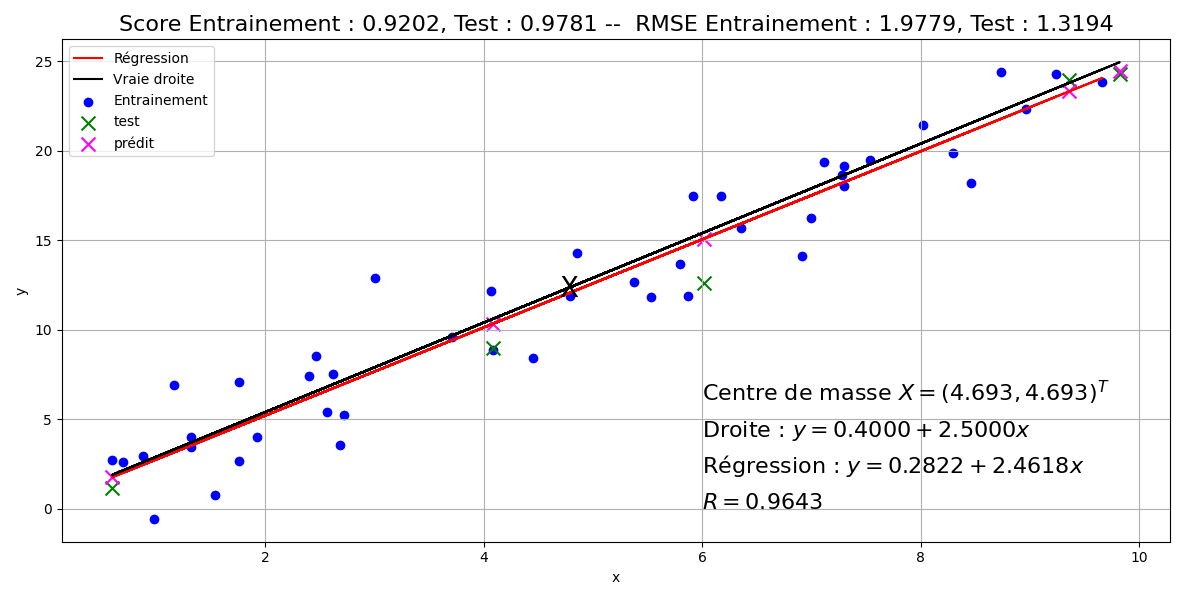 Score Entrainement : 0.9202, Test : 0.9781 --  RMSE Entrainement : 1.9779, Test : 1.3194
Régression
Vraie droite
Entrainement
test
prédit
25
20
15
10
5
0
y
X
Centre de masse X = (4.693, 4.693)^T
Droite : y = 0.4000 + 2.5000x
Régression : y = 0.2822 + 2.4618x
R = 0.9643
2 4 6 8 10
x